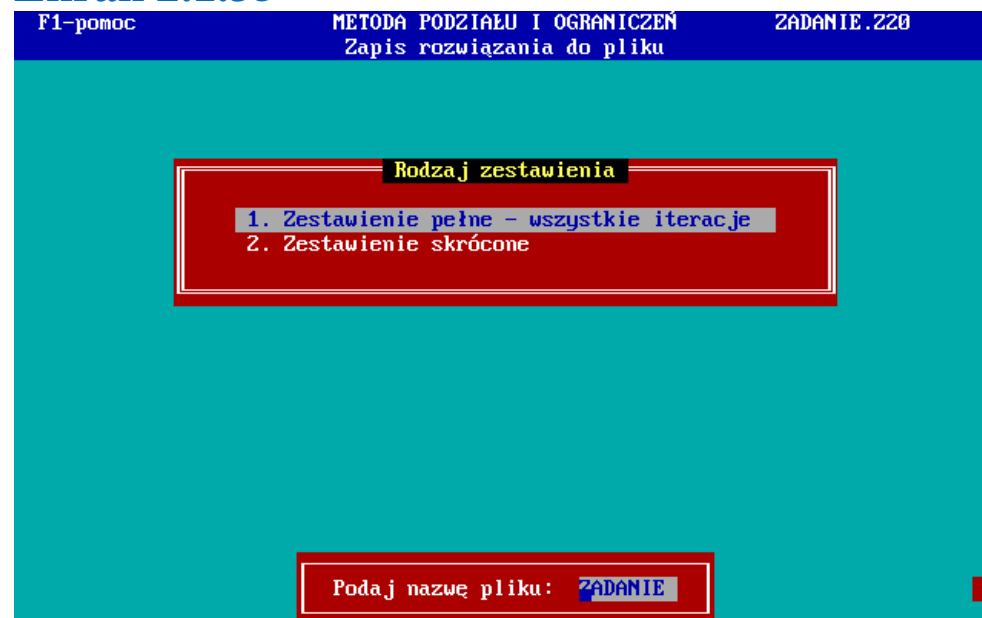 F1-pomoc METODA PODZIAŁU I OGRANICZEŃ ZADANIE.Z20
Zapis rozwiązania do pliku
Rodzaj zestawienia
1. Zestawienie pełne - wszystkie iteracje
2. Zestawienie skrócone
Podaj nazwę pliku: ZADANIE